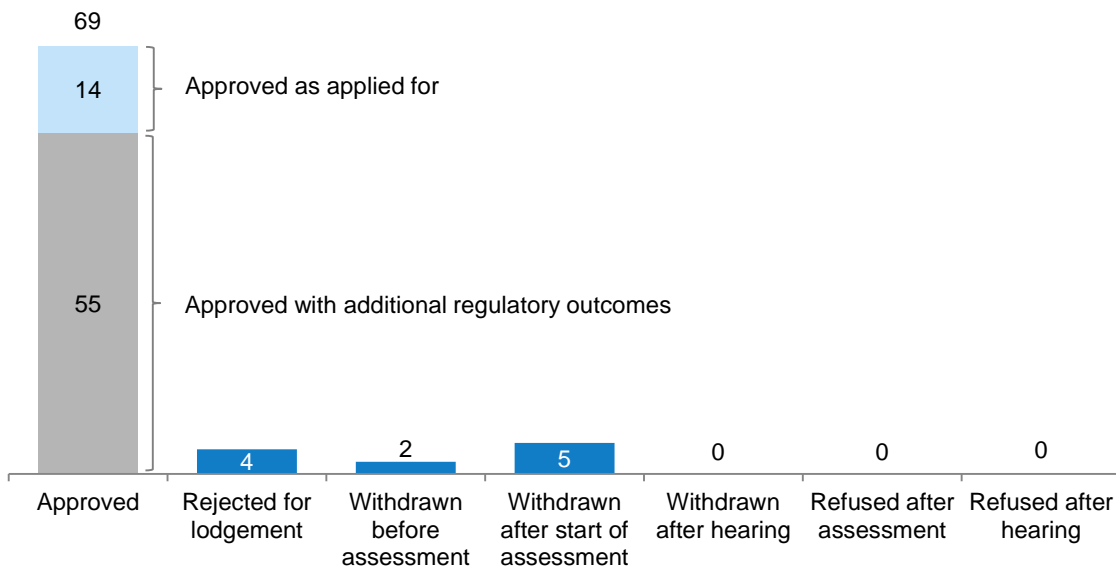 69
14
Approved as applied for
55
Approved with additional regulatory outcomes
4
2
5
0
0
0
Approved
Rejected for
lodgement
Withdrawn
before
assessment
Withdrawn
after start of
assessment
Withdrawn
after hearing
Refused after
assessment
Refused after
hearing